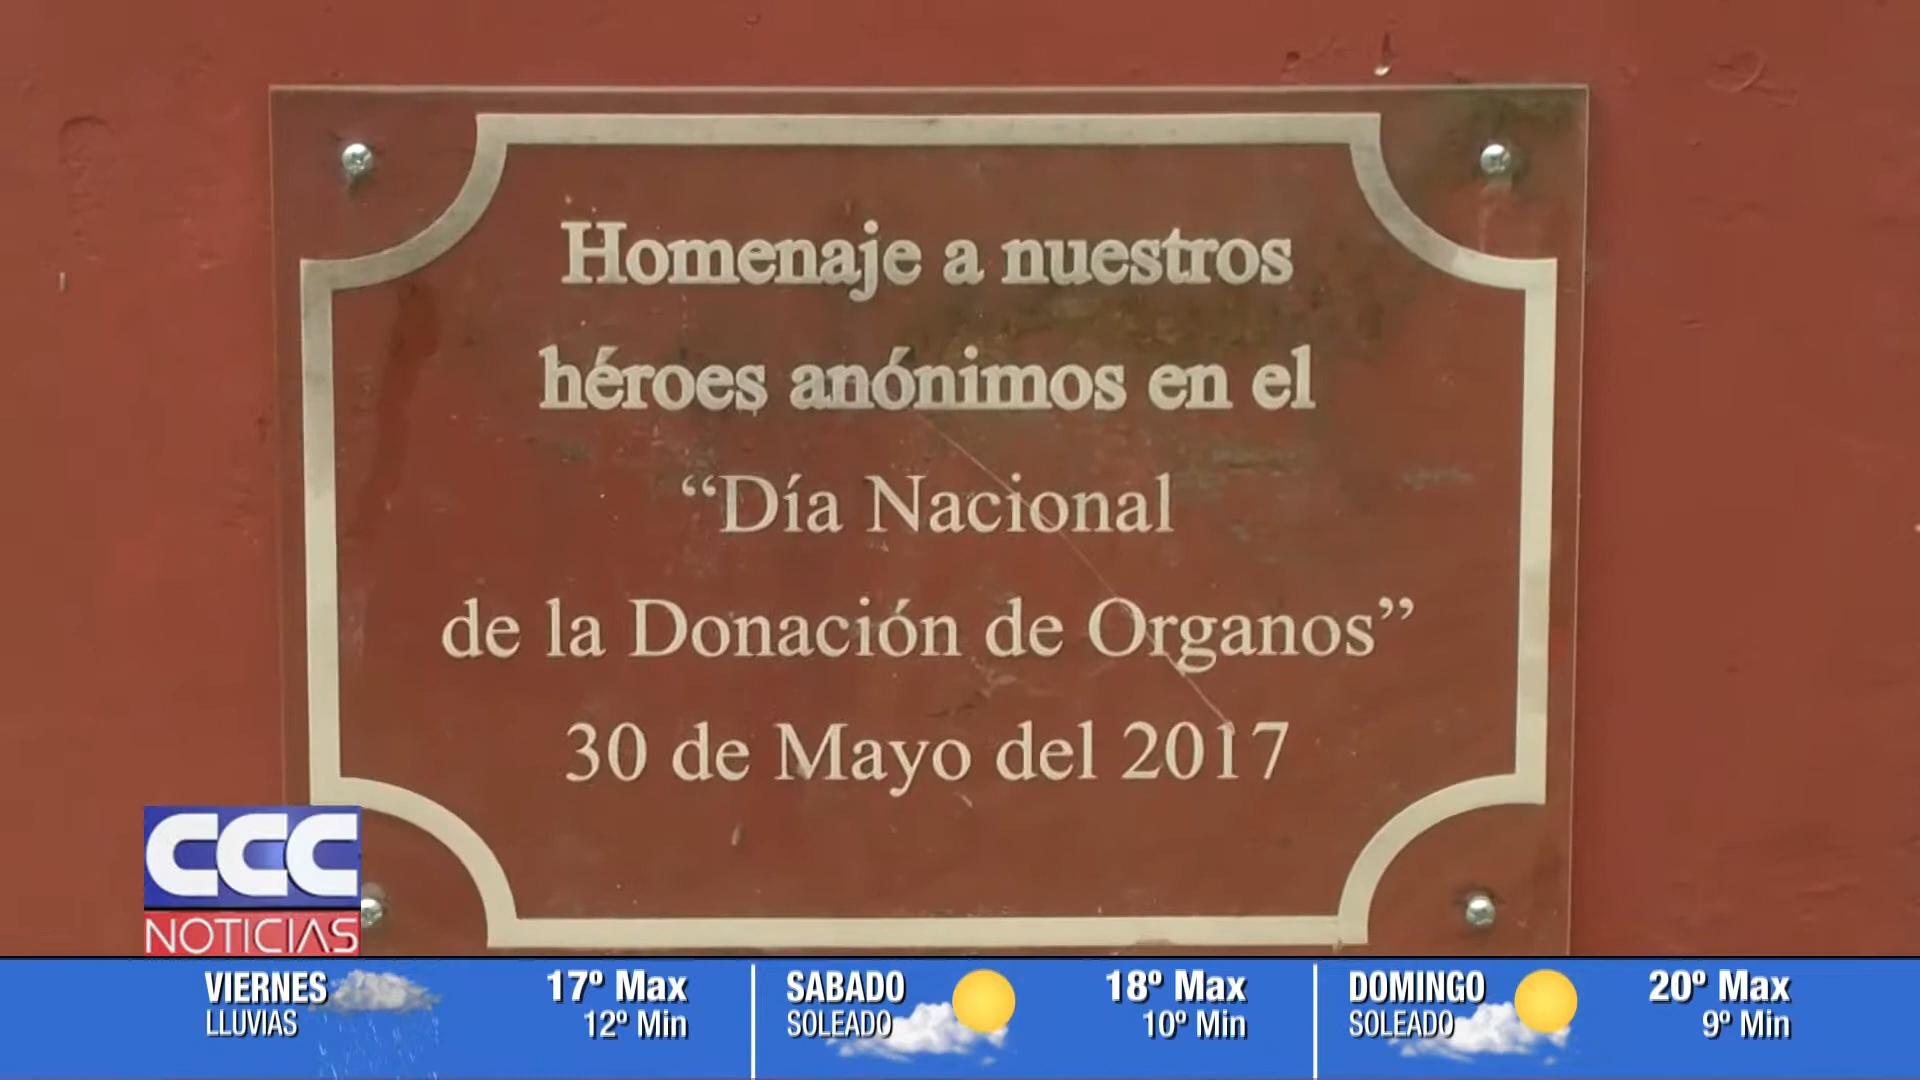 Homenaje a nuestros
héroes anónimos en el
“Día Nacional
de la Donación de Organos”
30 de Mayo del 2017
CCC
NOTICIAS
VIERNES
LLUVIAS
17º Max
12º Min
SABADO
SOLEADO
18º Max
10º Min
DOMINGO
SOLEADO
20º Max
9º Min